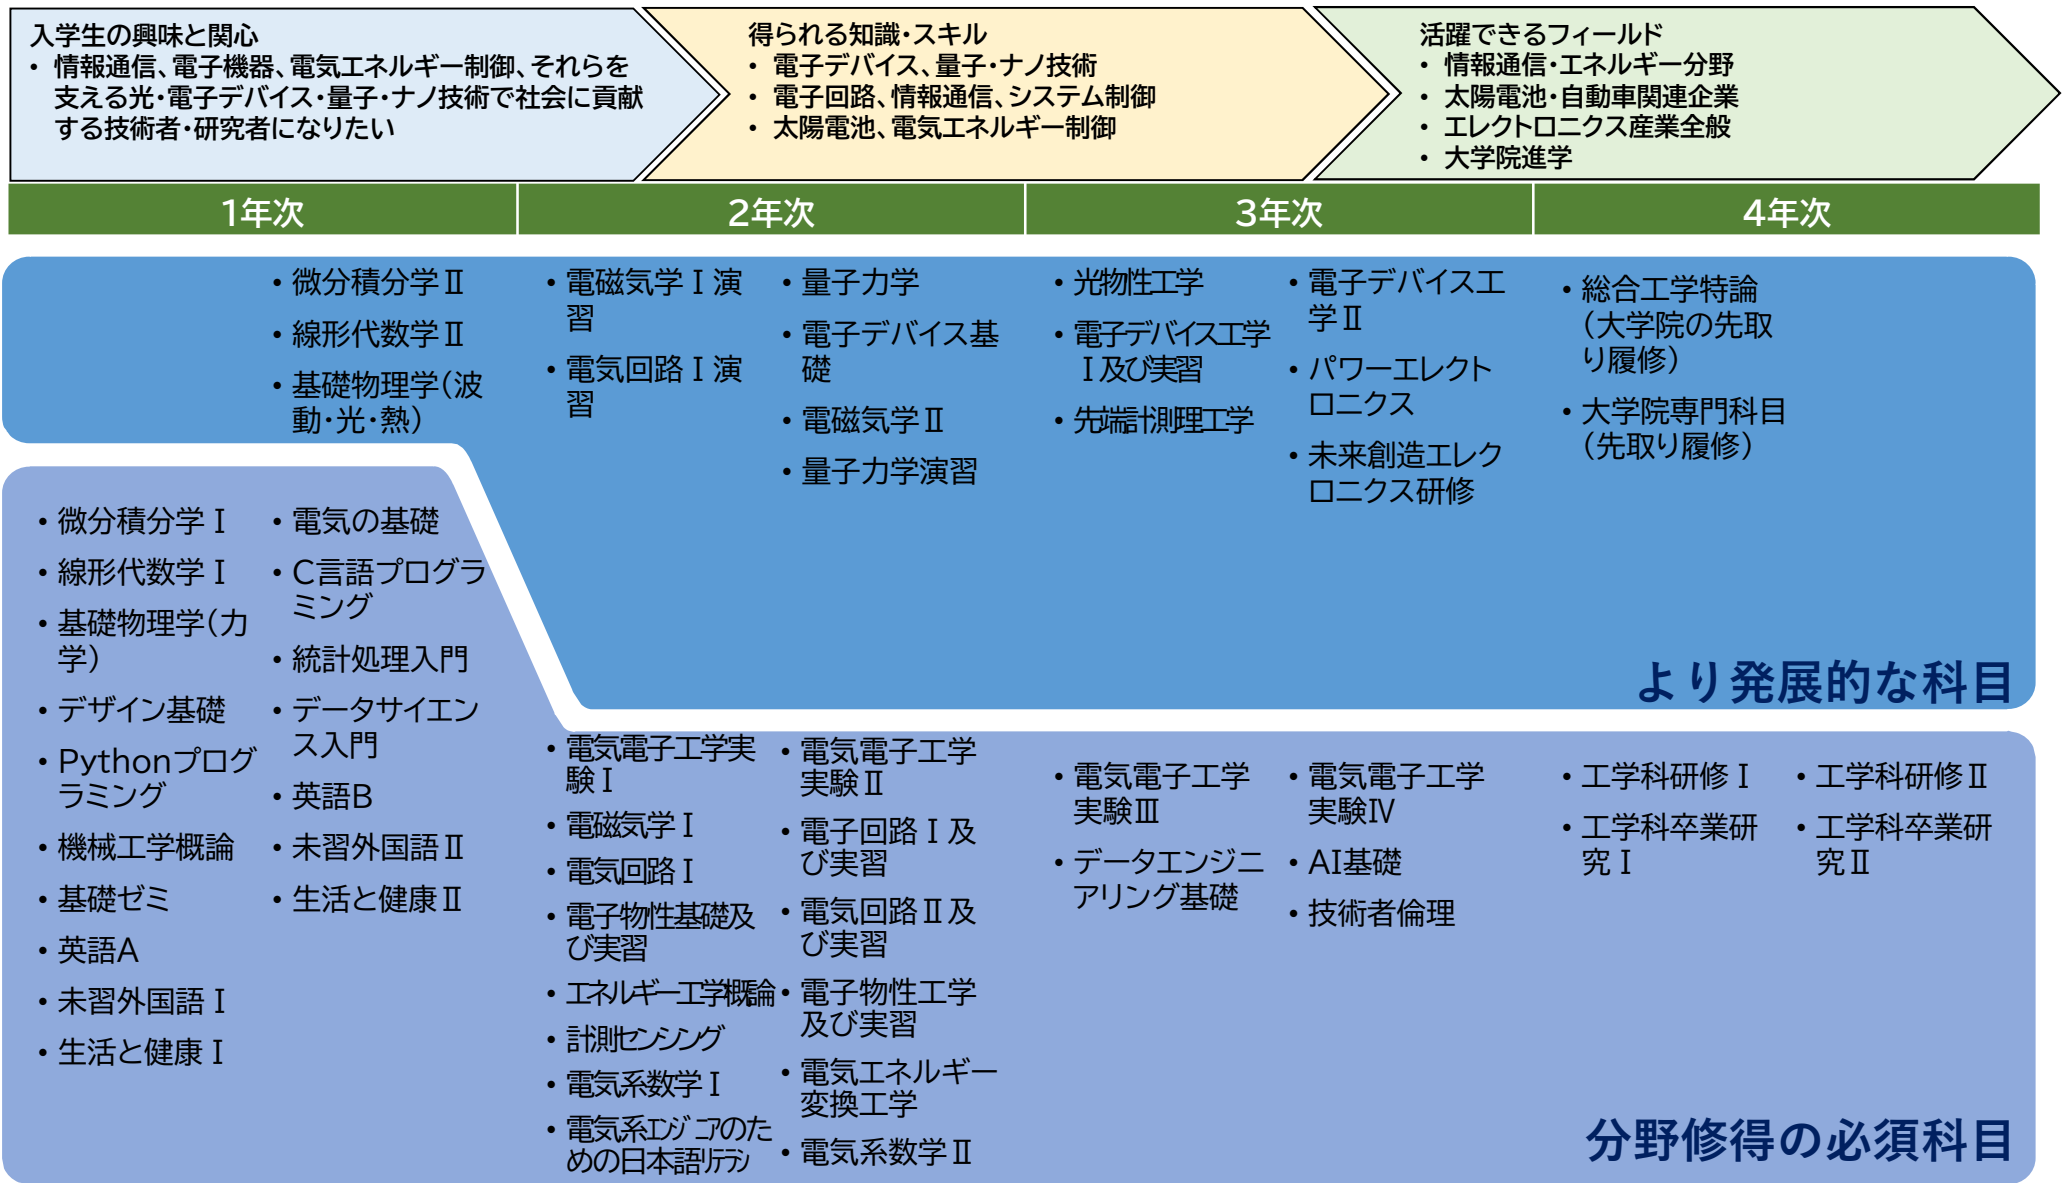 入学生の興味と関心
• 情報通信、電子機器、電気エネルギー制御、それらを
支える光・電子デバイス・量子・ナノ技術で社会に貢献
する技術者・研究者になりたい
得られる知識・スキル
• 電子デバイス、量子・ナノ技術
• 電子回路、情報通信、システム制御
• 太陽電池、電気エネルギー制御
活躍できるフィールド
• 情報通信・エネルギー分野
• 太陽電池・自動車関連企業
• エレクトロニクス産業全般
• 大学院進学
1年次
2年次
3年次
4年次
• 微分積分学Ⅱ
• 線形代数学Ⅱ
• 基礎物理学（波
動・光・熱）
• 電磁気学Ⅰ演
習
• 電気回路Ⅰ演
習
• 量子力学
• 電子デバイス基
礎
• 電磁気学Ⅱ
• 量子力学演習
• 光物性工学
• 電子デバイス工学
Ⅰ及び実習
• 先端計測理工学
• 電子デバイス工
学Ⅱ
• パワーエレクト
ロニクス
• 未来創造エレク
ロニクス研修
• 総合工学特論
（大学院の先取
り履修）
• 大学院専門科目
（先取り履修）
より発展的な科目
• 微分積分学Ⅰ
• 線形代数学Ⅰ
• 基礎物理学（力
学）
• デザイン基礎
• Pythonプログ
ラミング
• 機械工学概論
• 基礎ゼミ
• 英語A
• 未習外国語Ⅰ
• 生活と健康Ⅰ
• 電気の基礎
• C言語プログラ
ミング
• 統計処理入門
• データサイエン
ス入門
• 英語B
• 未習外国語Ⅱ
• 生活と健康Ⅱ
• 電気電子工学実
験Ⅰ
• 電磁気学Ⅰ
• 電気回路Ⅰ
• 電子物性基礎及
び実習
• エネルギー工学概論
• 計測センシング
• 電気系数学Ⅰ
• 電気系エンジニアのた
めの日本語リテラシ
• 電気電子工学
実験Ⅱ
• 電子回路Ⅰ及
び実習
• 電気回路Ⅱ及
び実習
• 電子物性工学
及び実習
• 電気エネルギー
変換工学
• 電気系数学Ⅱ
• 電気電子工学
実験Ⅲ
• データエンジニ
アリング基礎
• 電気電子工学
実験Ⅳ
• AI基礎
• 技術者倫理
• 工学科研修Ⅰ
• 工学科卒業研
究Ⅰ
• 工学科研修Ⅱ
• 工学科卒業研
究Ⅱ
分野修得の必須科目